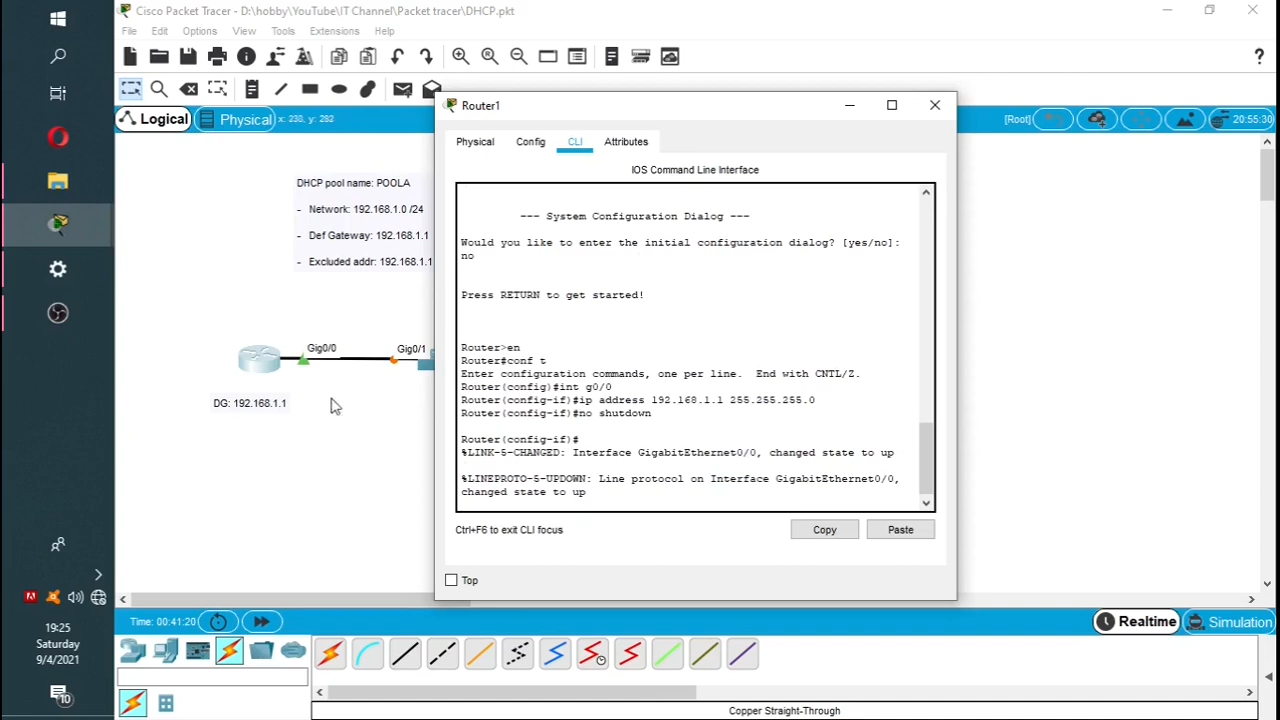 Cisco Packet Tracer - D:\hobby\YouTube\IT Channel\Packet tracer\DHCP.pkt
File Edit Options View Tools Extensions Help
Logical Physical x: 238, y: 282
[Root] 20:55:30
Router1
Physical Config CLI Attributes
IOS Command Line Interface
--- System Configuration Dialog ---
Would you like to enter the initial configuration dialog? [yes/no]:
no
Press RETURN to get started!
Router>en
Router#conf t
Enter configuration commands, one per line. End with CNTL/Z.
Router(config)#int g0/0
Router(config-if)#ip address 192.168.1.1 255.255.255.0
Router(config-if)#no shutdown
Router(config-if)#
%LINK-5-CHANGED: Interface GigabitEthernet0/0, changed state to up
%LINEPROTO-5-UPDOWN: Line protocol on Interface GigabitEthernet0/0,
changed state to up
Ctrl+F6 to exit CLI focus
Copy Paste
Top
DHCP pool name: POOLA
- Network: 192.168.1.0 /24
- Def Gateway: 192.168.1.1
- Excluded addr: 192.168.1.1
Gig0/0 Gig0/1
DG: 192.168.1.1
Time: 00:41:20
Realtime Simulation
Copper Straight-Through
19:25
Saturday
9/4/2021
10